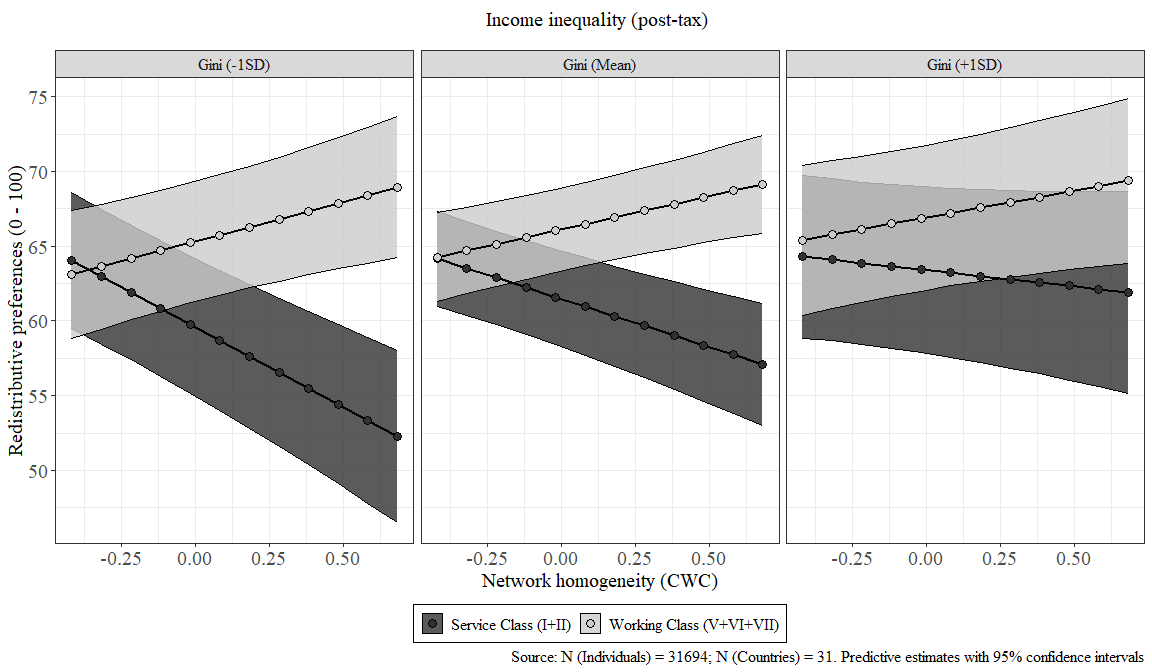 Income inequality (post-tax)
Gini (-1SD)
Gini (Mean)
Gini (+1SD)
Redistributive preferences (0 - 100)
75
70
65
60
55
50
-0.25 0.00 0.25 0.50
-0.25 0.00 0.25 0.50
-0.25 0.00 0.25 0.50
Network homogeneity (CWC)
Service Class (I+II) Working Class (V+VI+VII)
Source: N (Individuals) = 31694; N (Countries) = 31. Predictive estimates with 95% confidence intervals